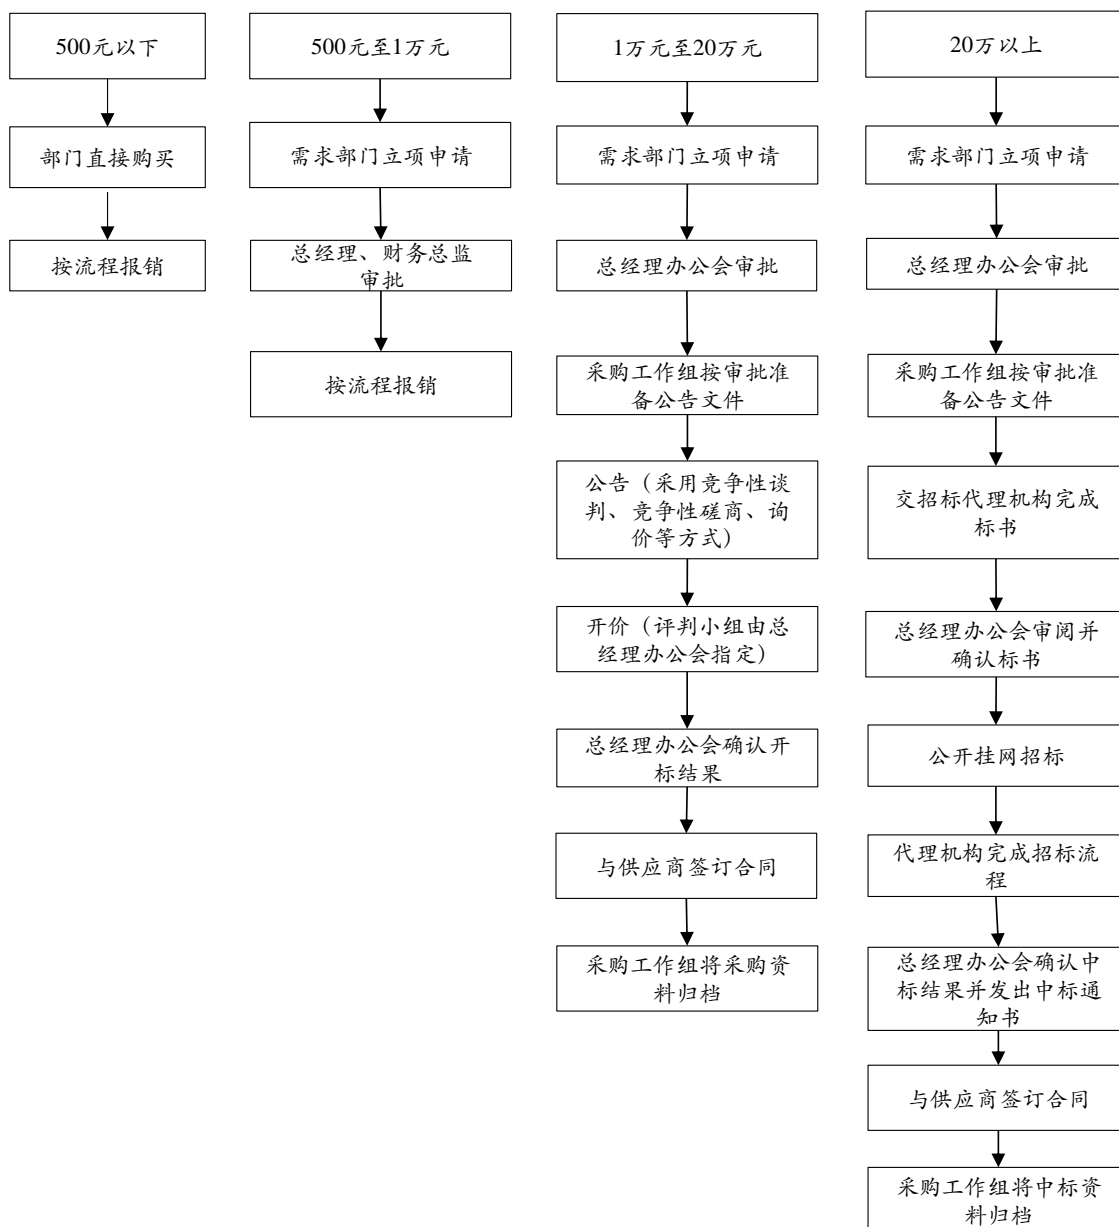 500元以下
部门直接购买
按流程报销
500元至1万元
需求部门立项申请
总经理、财务总监
审批
按流程报销
1万元至20万元
需求部门立项申请
总经理办公会审批
采购工作组按审批准
备公告文件
公告（采用竞争性谈
判、竞争性磋商、询
价等方式）
开价（评判小组由总
经理办公会指定）
总经理办公会确认开
标结果
与供应商签订合同
采购工作组将采购资
料归档
20万以上
需求部门立项申请
总经理办公会审批
采购工作组按审批准
备公告文件
交招标代理机构完成
标书
总经理办公会审阅并
确认标书
公开挂网招标
代理机构完成招标流
程
总经理办公会确认中
标结果并发出中标通
知书
与供应商签订合同
采购工作组将中标资
料归档